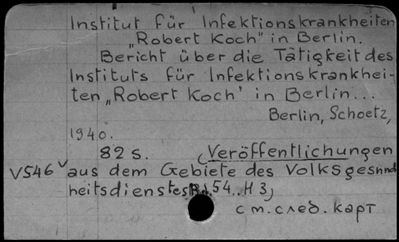 Institut für Infektionskrankheiten
„Robert Koch" in Berlin.
Bericht über die Tätigkeit des
Instituts für Infektionskrankhei-
ten „Robert Koch' in Berlin...
Berlin, Schoetz,
1940.
82 S. (Veröffentlichungen
V546 aus dem Gebiete des Volksgesund
heitsdienstes Bd. 54.. H 3)
см. след. карт